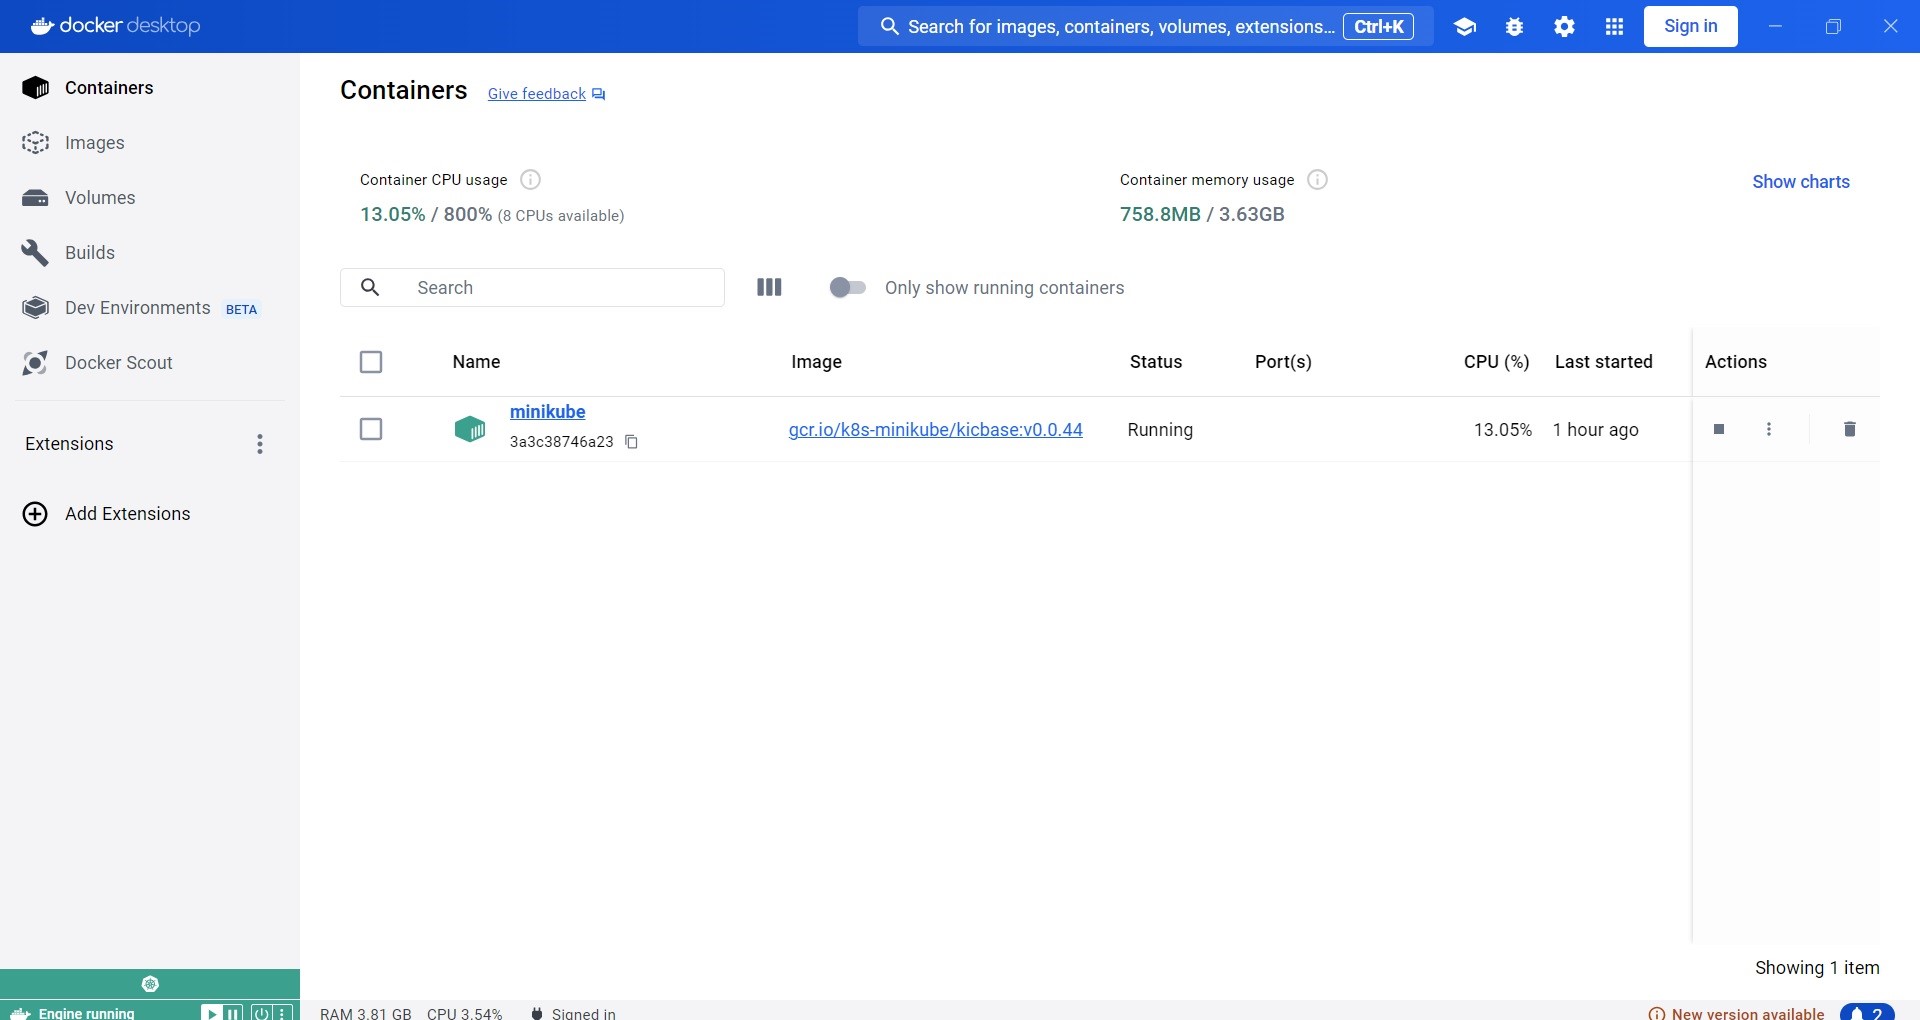 docker desktop
Search for images, containers, volumes, extensions... Ctrl+K
Sign in
Containers
Images
Volumes
Builds
Dev Environments BETA
Docker Scout
Extensions
Add Extensions
Containers Give feedback
Container CPU usage
13.05% / 800% (8 CPUs available)
Container memory usage
758.8MB / 3.63GB
Show charts
Search
Only show running containers
Name Image Status Port(s) CPU (%) Last started Actions
minikube
3a3c38746a23
gcr.io/k8s-minikube/kicbase:v0.0.44 Running 13.05% 1 hour ago
Showing 1 item
Engine running
RAM 3.81 GB CPU 3.54% Signed in
New version available 2